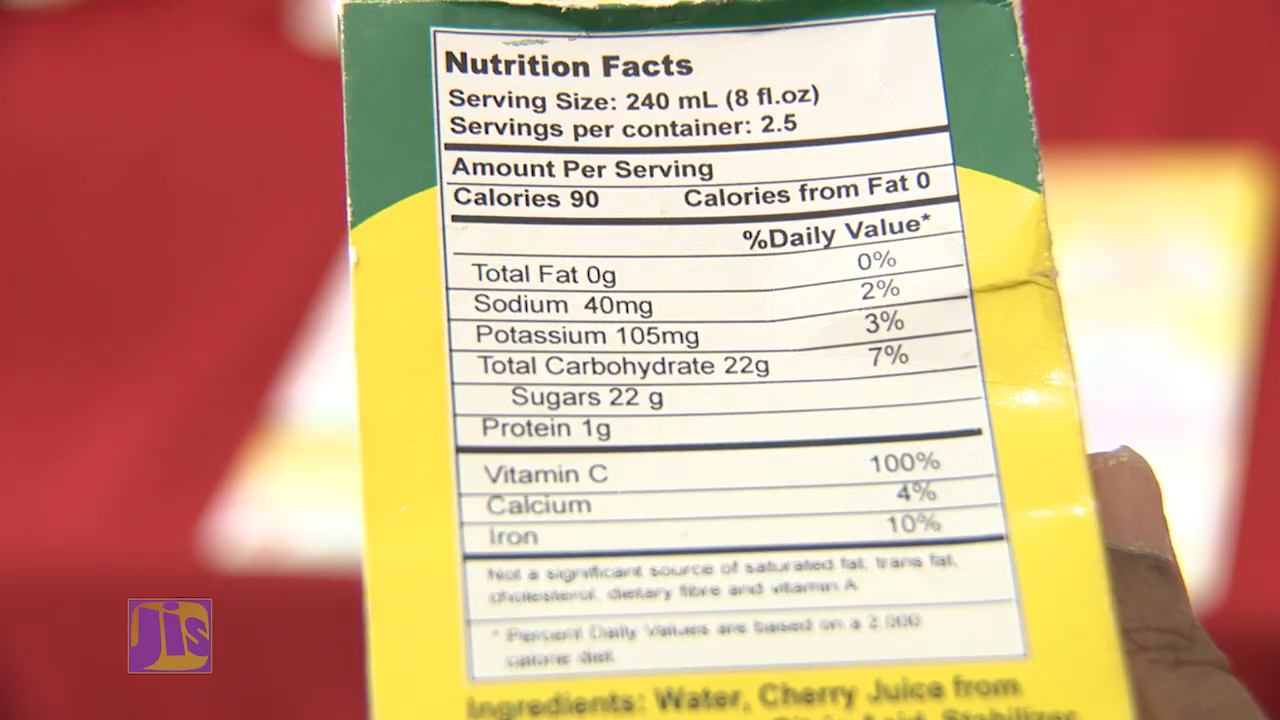 Nutrition Facts
Serving Size: 240 mL (8 fl.oz)
Servings per container: 2.5
Amount Per Serving
Calories 90 Calories from Fat 0
%Daily Value*
Total Fat 0g 0%
Sodium 40mg 2%
Potassium 105mg 3%
Total Carbohydrate 22g 7%
Sugars 22 g
Protein 1g
Vitamin C 100%
Calcium 4%
Iron 10%
Not a significant source of saturated fat, trans fat,
cholesterol, dietary fibre and vitamin A
* Percent Daily Values are based on a 2 000
calorie diet.
Ingredients: Water, Cherry Juice from
Citric Acid, Stabilizer
Jis